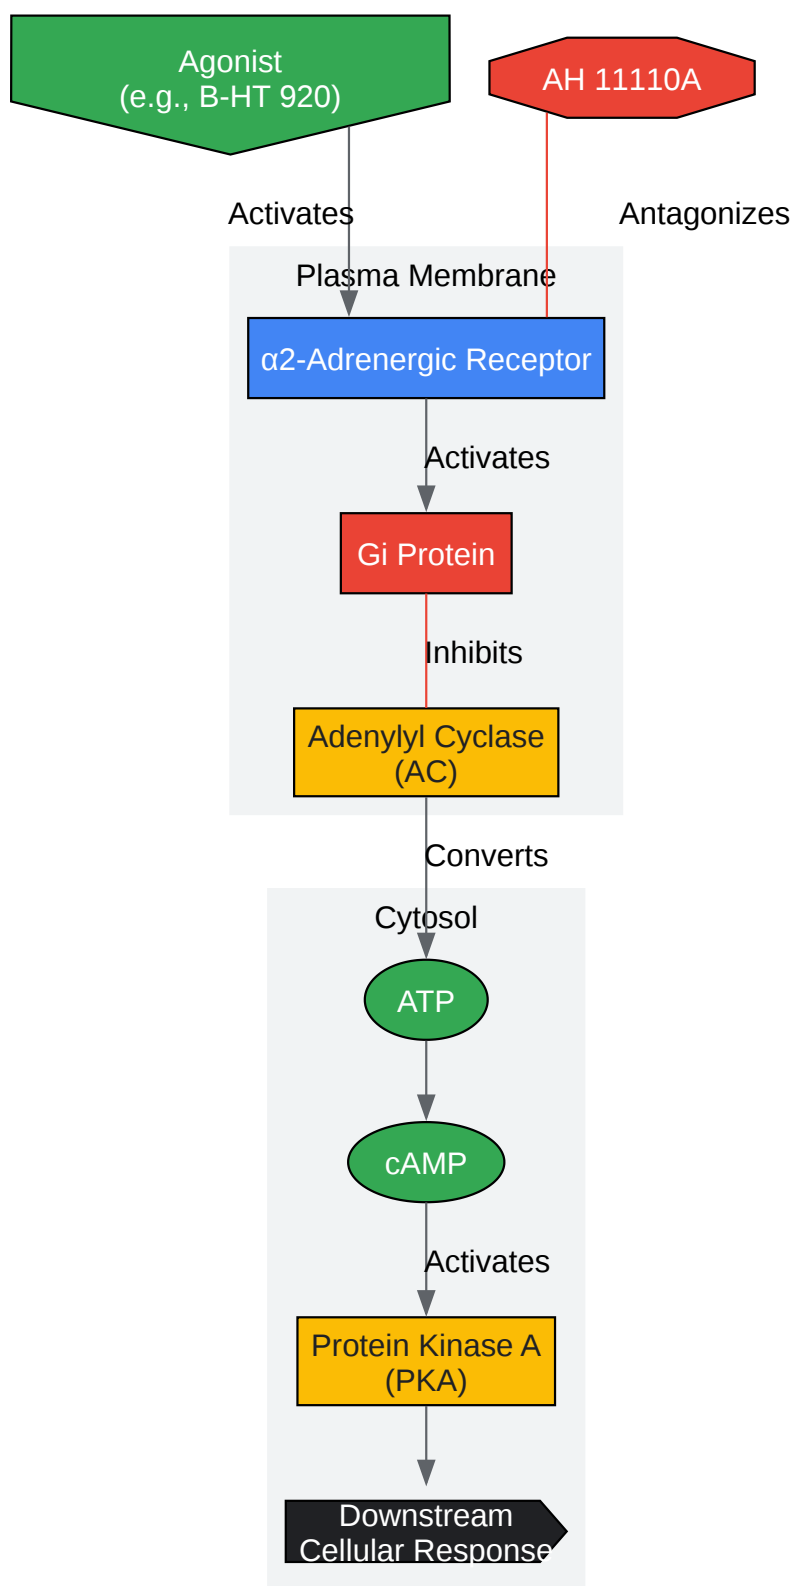 Agonist
(e.g., B-HT 920)
AH 11110A
Activates
Antagonizes
Plasma Membrane
α2-Adrenergic Receptor
Activates
Gi Protein
Inhibits
Adenylyl Cyclase
(AC)
Converts
Cytosol
ATP
cAMP
Activates
Protein Kinase A
(PKA)
Downstream
Cellular Response